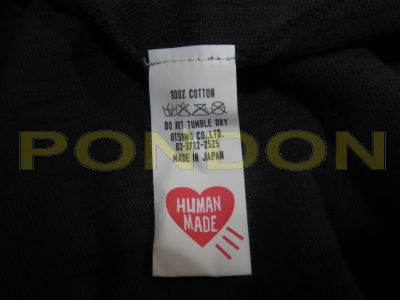 100% COTTON
DO NOT TUMBLE DRY
OTSUMO CO.,LTD.
03-3712-2525
MADE IN JAPAN
PONDON
HUMAN
MADE